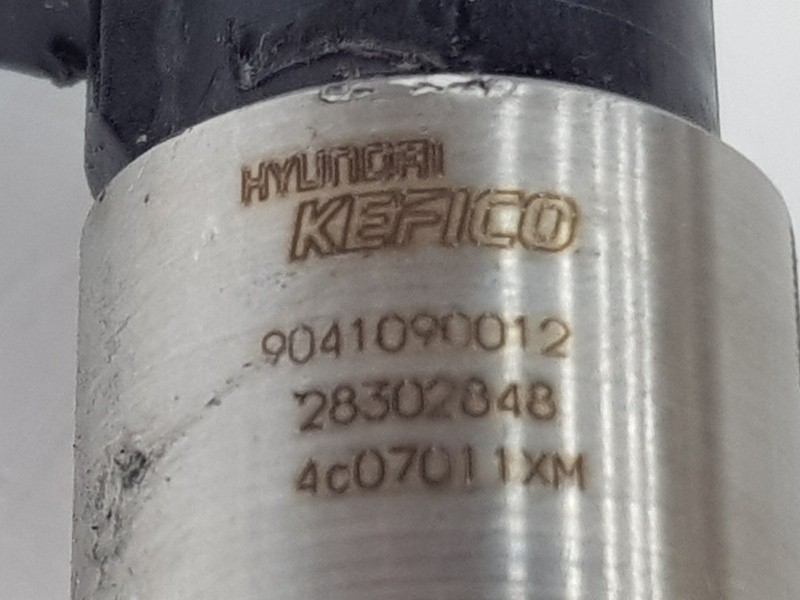 HYUNDAI
KEFICO
9041090012
28302848
4c07011XM